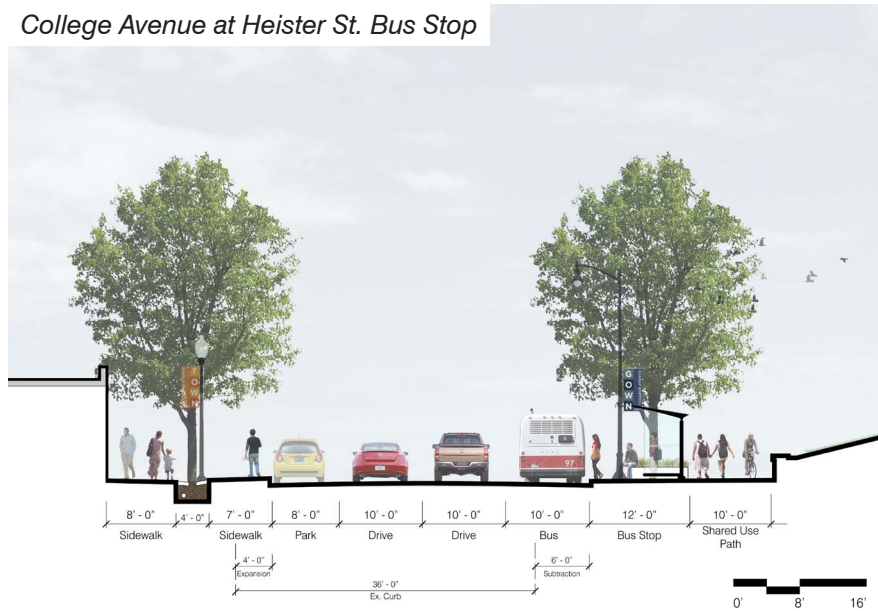 College Avenue at Heister St. Bus Stop
TOWN
GOWN
97
8' - 0" 4' - 0" 7' - 0" 8' - 0" 10' - 0" 10' - 0" 10' - 0" 12' - 0" 10' - 0"
Sidewalk Sidewalk Park Drive Drive Bus Bus Stop Shared Use
Path
4' - 0" 6' - 0"
Expansion Subtraction
36' - 0"
Ex. Curb
0' 8' 16'